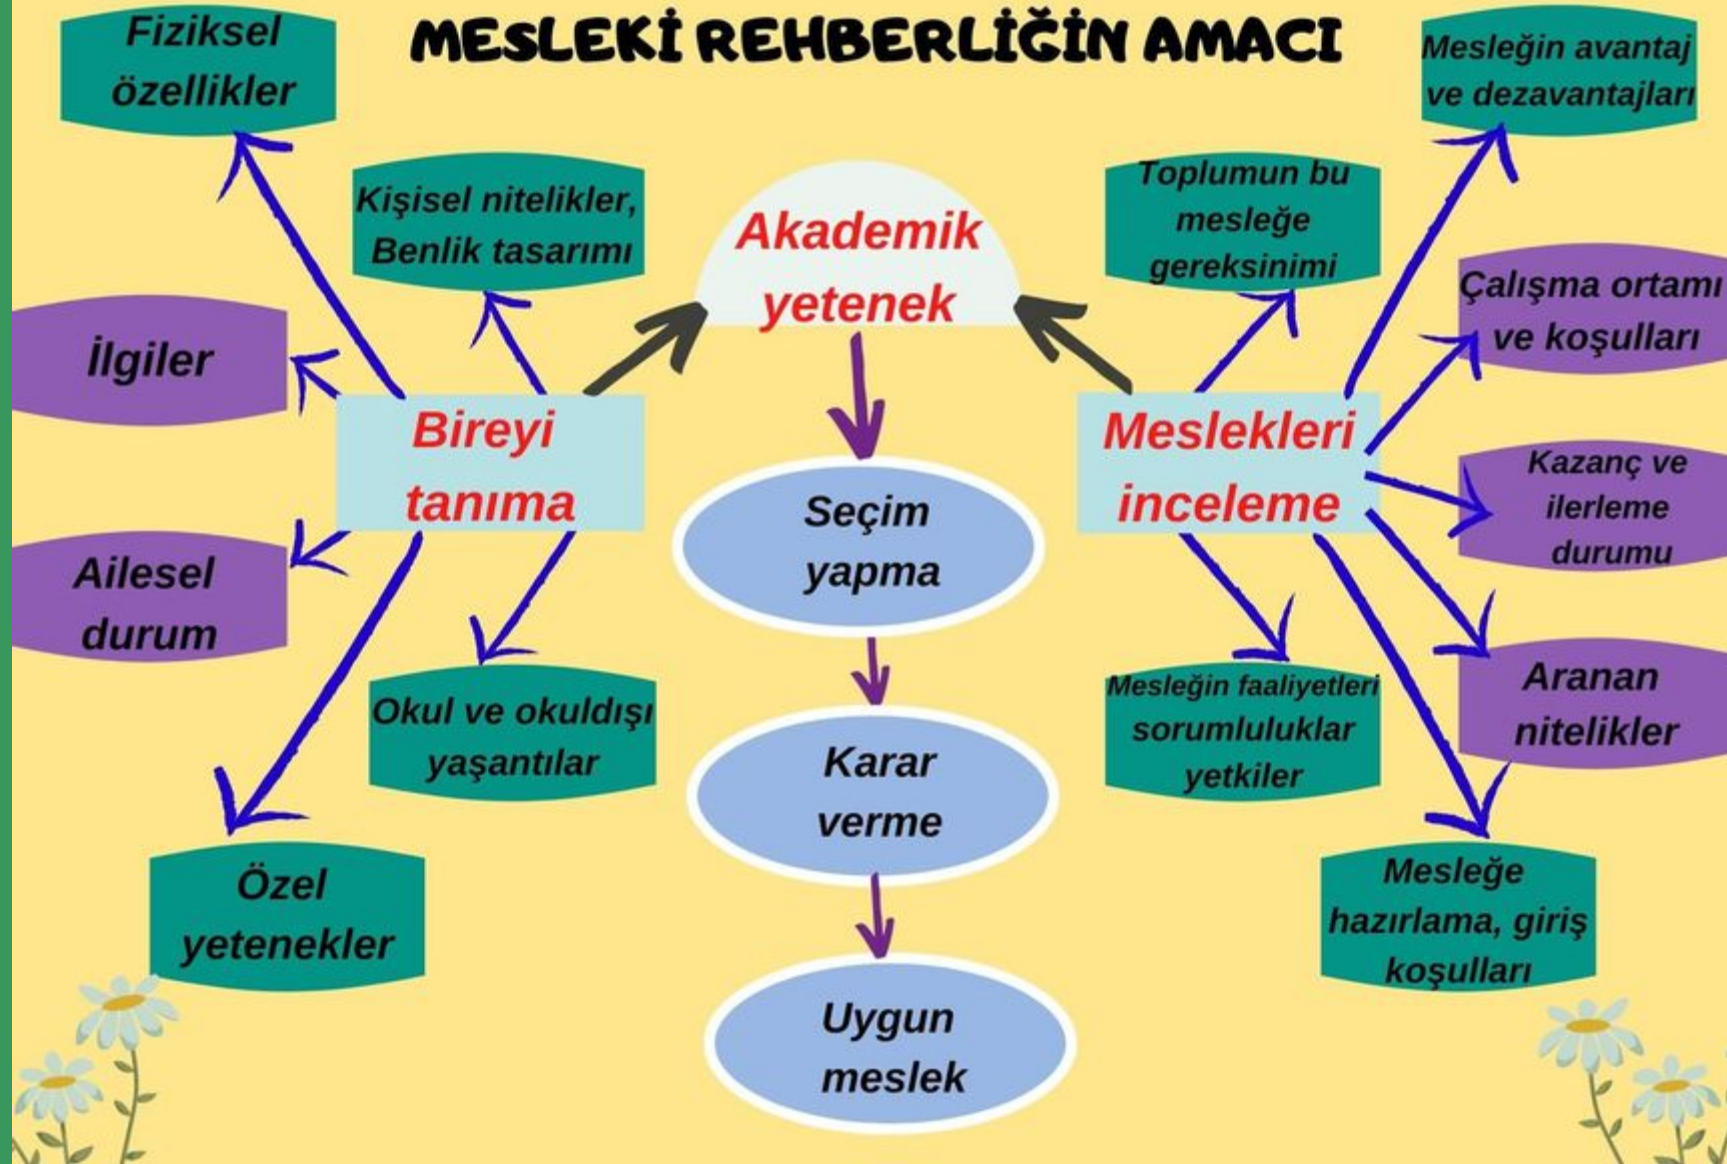 MESLEKİ REHBERLİĞİN AMACI
Fiziksel
özellikler
Kişisel nitelikler,
Benlik tasarımı
İlgiler
Bireyi
tanıma
Ailesel
durum
Okul ve okuldışı
yaşantılar
Özel
yetenekler
Akademik
yetenek
Seçim
yapma
Karar
verme
Uygun
meslek
Mesleğin avantaj
ve dezavantajları
Toplumun bu
mesleğe
gereksinimi
Çalışma ortamı
ve koşulları
Meslekleri
inceleme
Kazanç ve
ilerleme
durumu
Aranan
nitelikler
Mesleğin faaliyetleri
sorumluluklar
yetkiler
Mesleğe
hazırlama, giriş
koşulları